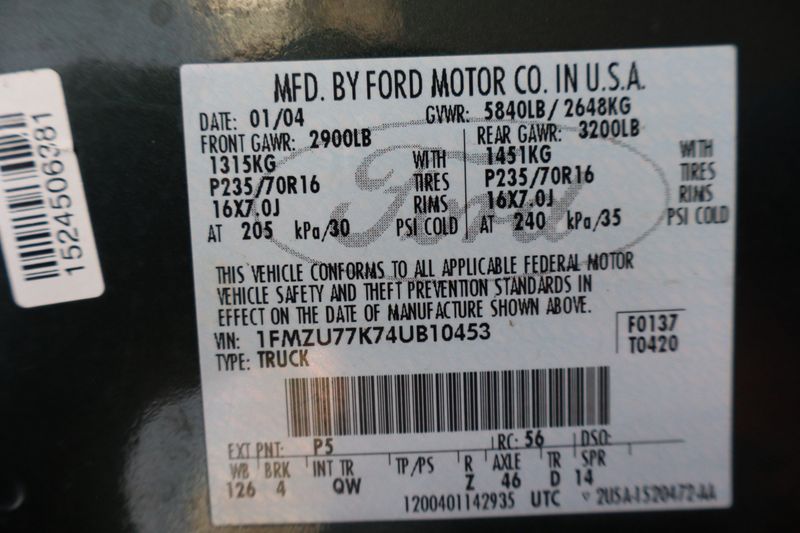 MFD. BY FORD MOTOR CO. IN U.S.A.
DATE: 01/04 GVWR: 5840LB / 2648KG
FRONT GAWR: 2900LB REAR GAWR: 3200LB
1315KG WITH 1451KG WITH
P235/70R16 TIRES P235/70R16 TIRES
16X7.0J RIMS 16X7.0J RIMS
AT 205 kPa/30 PSI COLD AT 240 kPa/35 PSI COLD
Ford
THIS VEHICLE CONFORMS TO ALL APPLICABLE FEDERAL MOTOR
VEHICLE SAFETY AND THEFT PREVENTION STANDARDS IN
EFFECT ON THE DATE OF MANUFACTURE SHOWN ABOVE.
VIN: 1FMZU77K74UB10453 F0137
TYPE: TRUCK T0420
EXT PNT: P5 RC: 56 DSO:
WB BRK INT TR TP/PS R AXLE TR SPR
126 4 QW Z 46 D 14
1200401142935 UTC 2USA-1520472-AA
1524506381